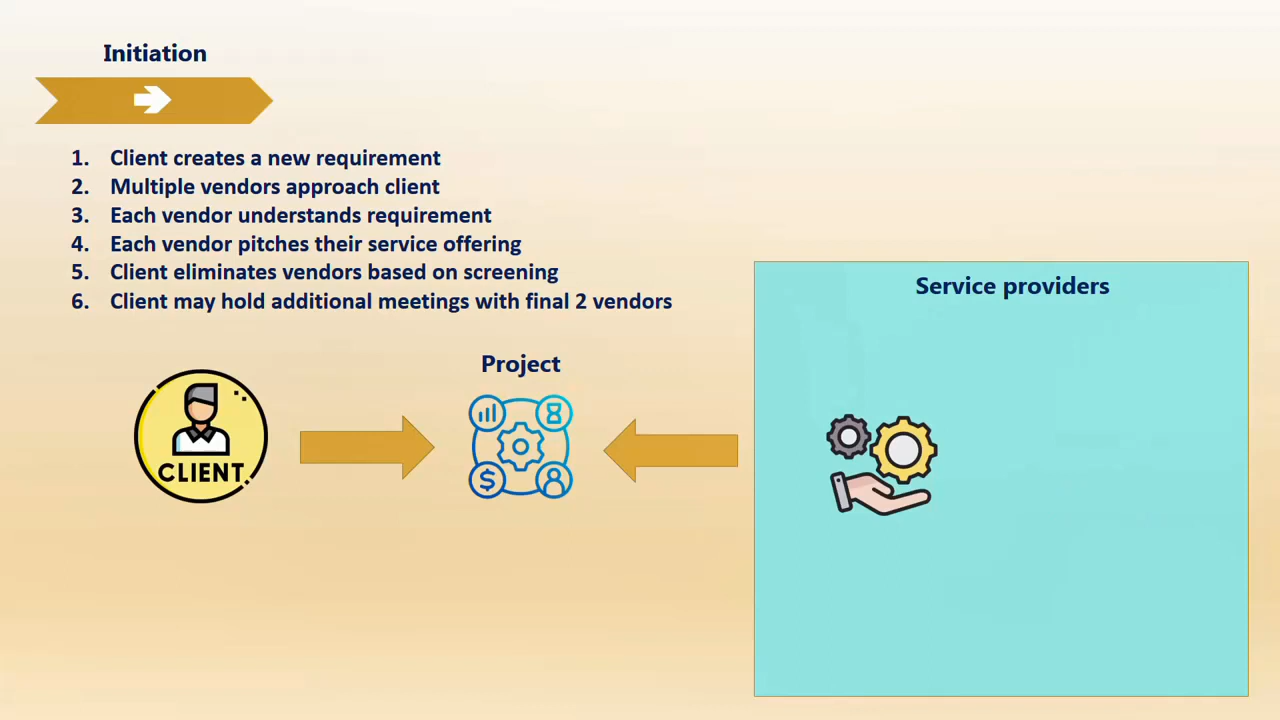 Initiation
1. Client creates a new requirement
2. Multiple vendors approach client
3. Each vendor understands requirement
4. Each vendor pitches their service offering
5. Client eliminates vendors based on screening
6. Client may hold additional meetings with final 2 vendors
Service providers
Project
CLIENT
$